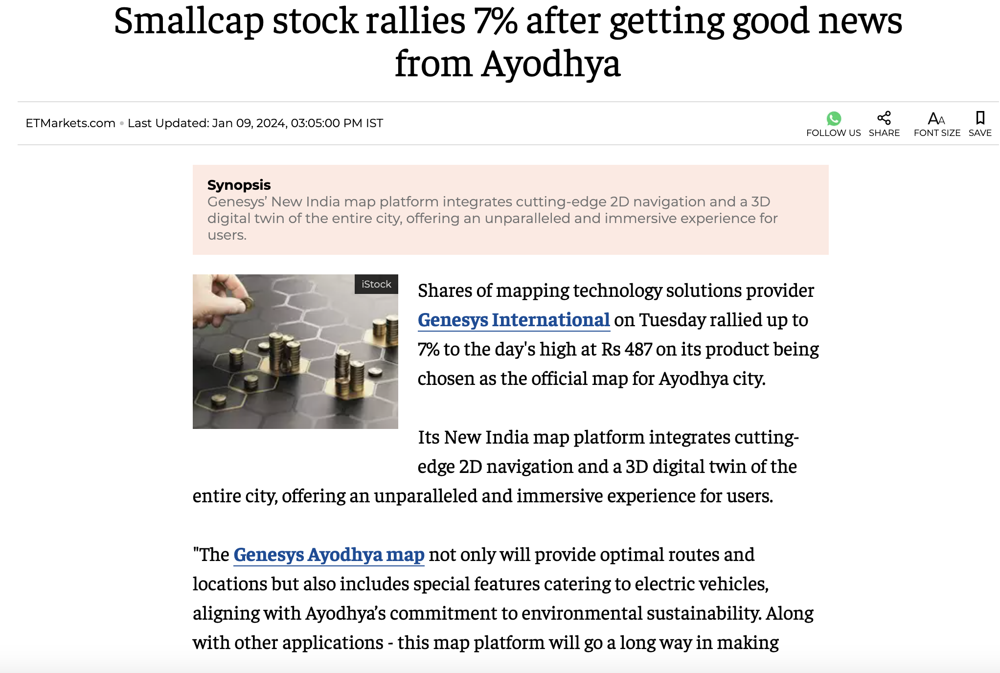 Smallcap stock rallies 7% after getting good news
from Ayodhya
ETMarkets.com • Last Updated: Jan 09, 2024, 03:05:00 PM IST
FOLLOW US
SHARE
FONT SIZE
SAVE
Synopsis
Genesys’ New India map platform integrates cutting-edge 2D navigation and a 3D
digital twin of the entire city, offering an unparalleled and immersive experience for
users.
iStock
Shares of mapping technology solutions provider
Genesys International on Tuesday rallied up to
7% to the day's high at Rs 487 on its product being
chosen as the official map for Ayodhya city.
Its New India map platform integrates cutting-
edge 2D navigation and a 3D digital twin of the
entire city, offering an unparalleled and immersive experience for users.
"The Genesys Ayodhya map not only will provide optimal routes and
locations but also includes special features catering to electric vehicles,
aligning with Ayodhya’s commitment to environmental sustainability. Along
with other applications - this map platform will go a long way in making